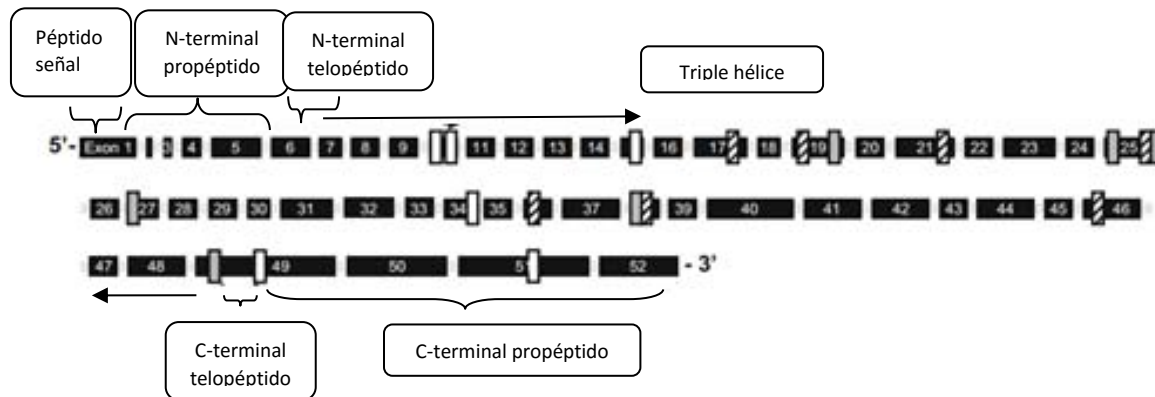 Péptido
señal
N-terminal
propéptido
N-terminal
telopéptido
Triple hélice
5'- Exon 1 3 4 5 6 7 8 9 11 12 13 14 16 17 18 19 20 21 22 23 24 25
26 27 28 29 30 31 32 33 34 35 37 39 40 41 42 43 44 45 46
47 48 49 50 5 52 - 3'
C-terminal
telopéptido
C-terminal propéptido